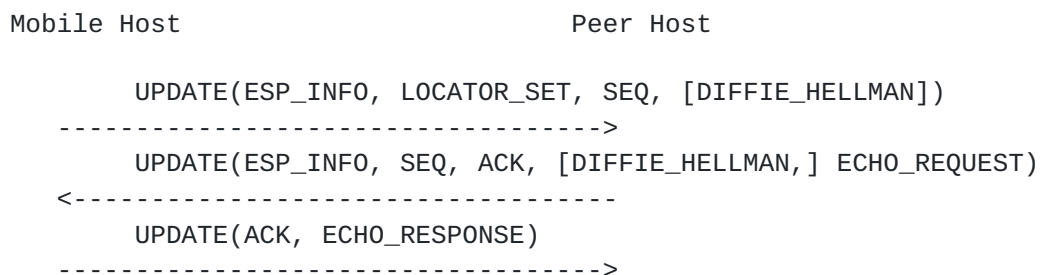 Mobile Host                         Peer Host
UPDATE(ESP_INFO, LOCATOR_SET, SEQ, [DIFFIE_HELLMAN])
----------------------------------->
UPDATE(ESP_INFO, SEQ, ACK, [DIFFIE_HELLMAN,] ECHO_REQUEST)
<-----------------------------------
UPDATE(ACK, ECHO_RESPONSE)
----------------------------------->